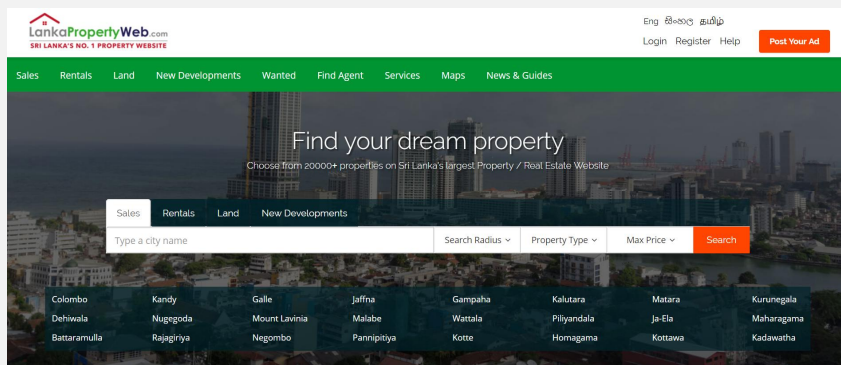 LankaPropertyWeb.com
SRI LANKA'S NO. 1 PROPERTY WEBSITE
Eng සිංහල தமிழ்
Login Register Help Post Your Ad
Sales Rentals Land New Developments Wanted Find Agent Services Maps News & Guides
Find your dream property
Choose from 20000+ properties on Sri Lanka's largest Property / Real Estate Website
Sales Rentals Land New Developments
Type a city name Search Radius Property Type Max Price Search
Colombo Kandy Galle Jaffna Gampaha Kalutara Matara Kurunegala
Dehiwala Nugegoda Mount Lavinia Malabe Wattala Piliyandala Ja-Ela Maharagama
Battaramulla Rajagiriya Negombo Pannipitiya Kotte Homagama Kottawa Kadawatha